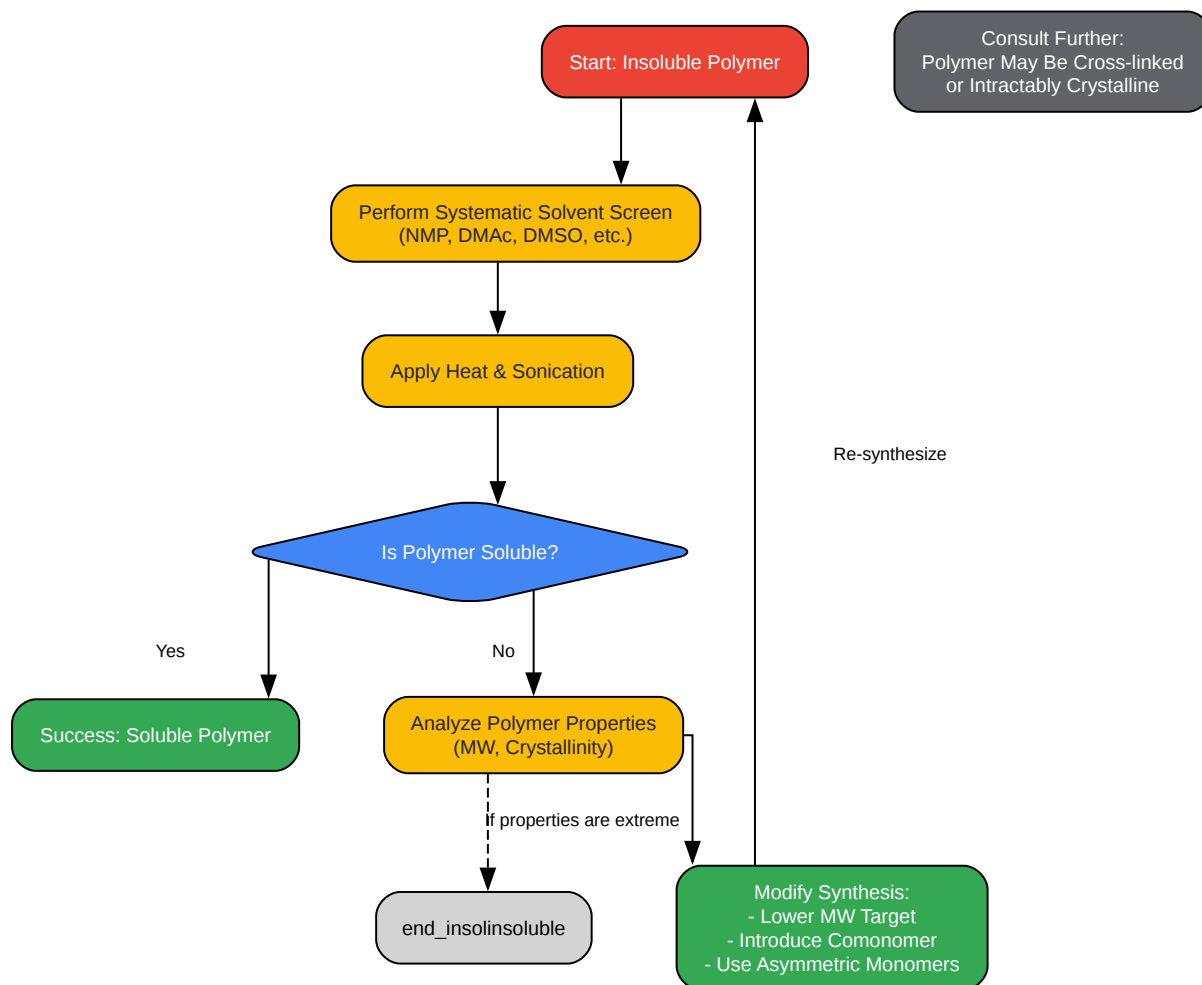 Start: Insoluble Polymer
Consult Further:
Polymer May Be Cross-linked
or Intractably Crystalline
Perform Systematic Solvent Screen
(NMP, DMAc, DMSO, etc.)
Apply Heat & Sonication
Re-synthesize
Is Polymer Soluble?
Yes
No
Success: Soluble Polymer
Analyze Polymer Properties
(MW, Crystallinity)
If properties are extreme
end_insolinsoluble
Modify Synthesis:
- Lower MW Target
- Introduce Comonomer
- Use Asymmetric Monomers